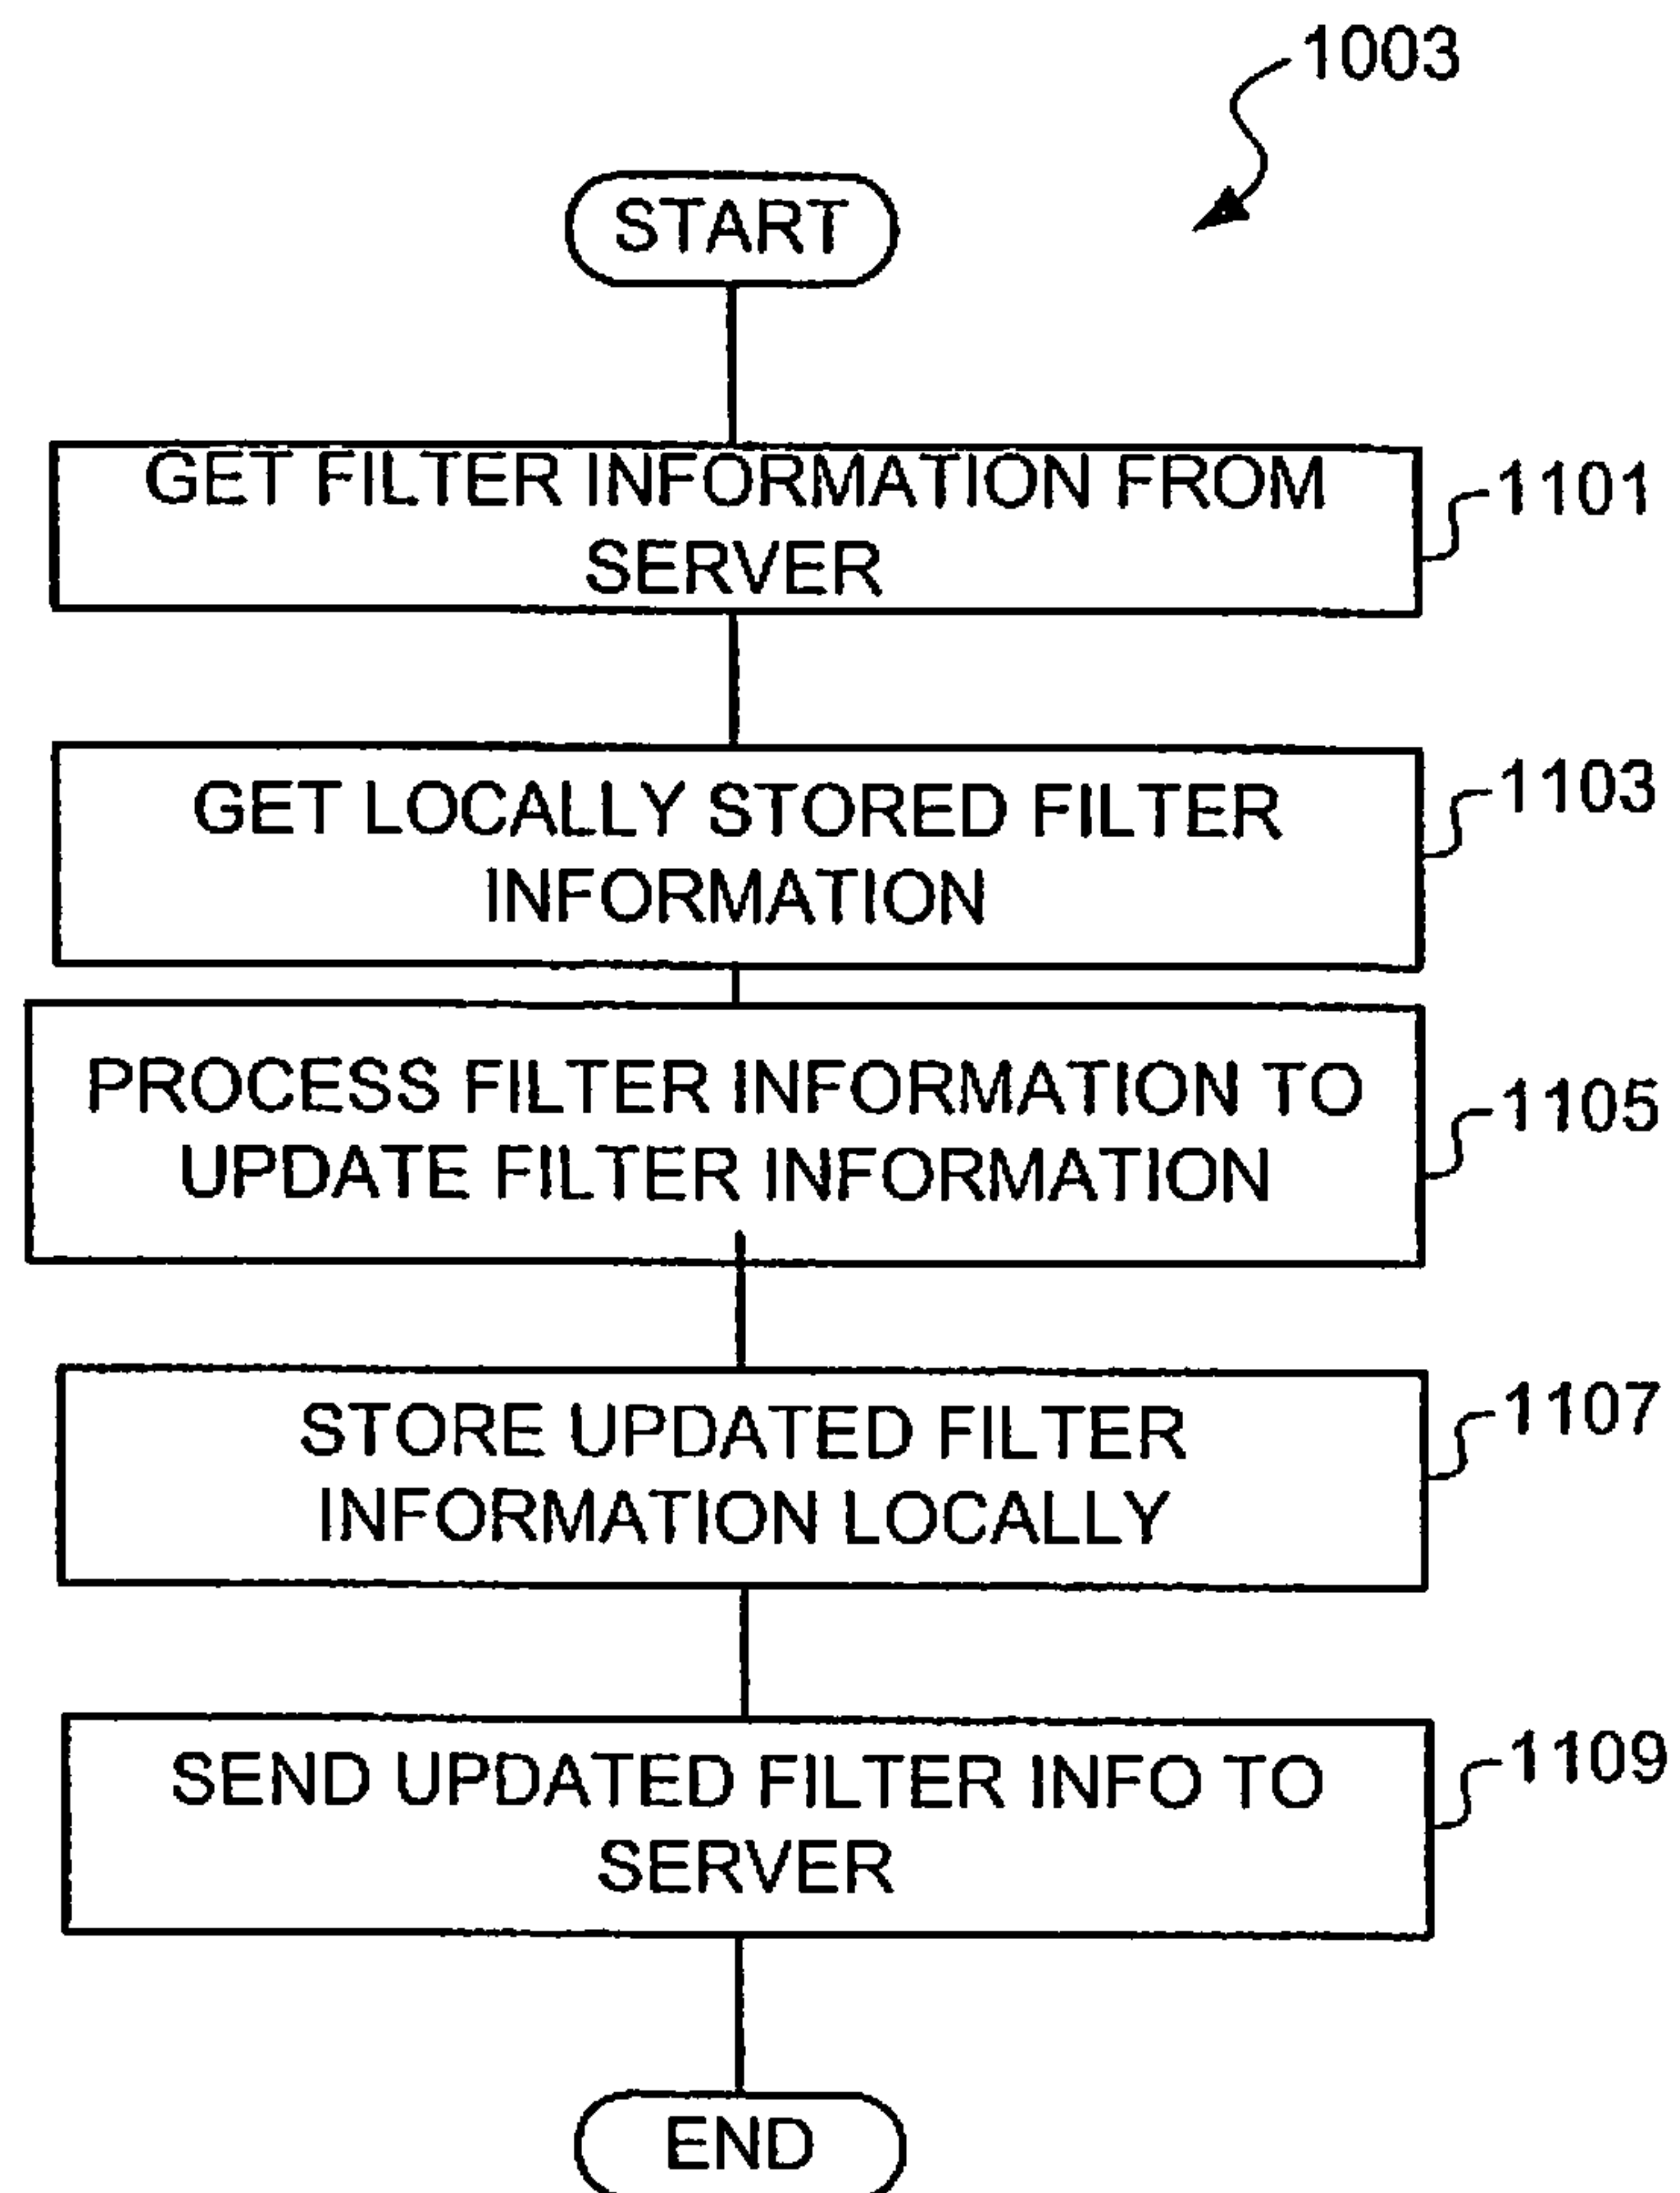 1003
START
GET FILTER INFORMATION FROM
SERVER
1101
GET LOCALLY STORED FILTER
INFORMATION
1103
PROCESS FILTER INFORMATION TO
UPDATE FILTER INFORMATION
1105
STORE UPDATED FILTER
INFORMATION LOCALLY
1107
SEND UPDATED FILTER INFO TO
SERVER
1109
END